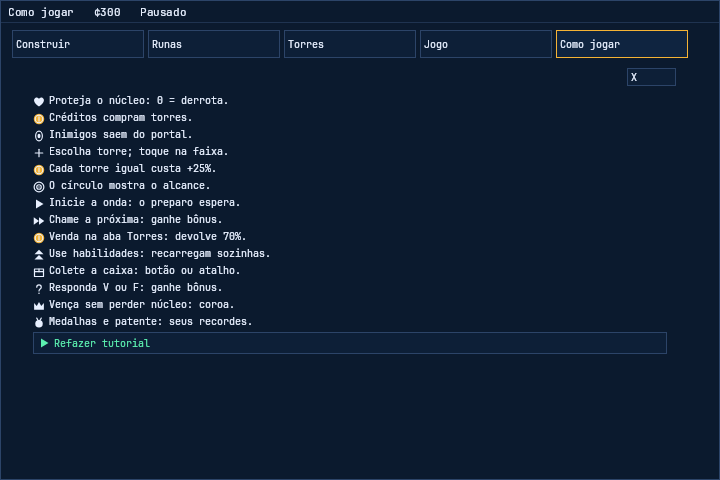 Como jogar ₵300 Pausado
Construir Runas Torres Jogo Como jogar
X
Proteja o núcleo: 0 = derrota.
Créditos compram torres.
Inimigos saem do portal.
Escolha torre; toque na faixa.
Cada torre igual custa +25%.
O círculo mostra o alcance.
Inicie a onda: o preparo espera.
Chame a próxima: ganhe bônus.
Venda na aba Torres: devolve 70%.
Use habilidades: recarregam sozinhas.
Colete a caixa: botão ou atalho.
Responda V ou F: ganhe bônus.
Vença sem perder núcleo: coroa.
Medalhas e patente: seus recordes.
Refazer tutorial